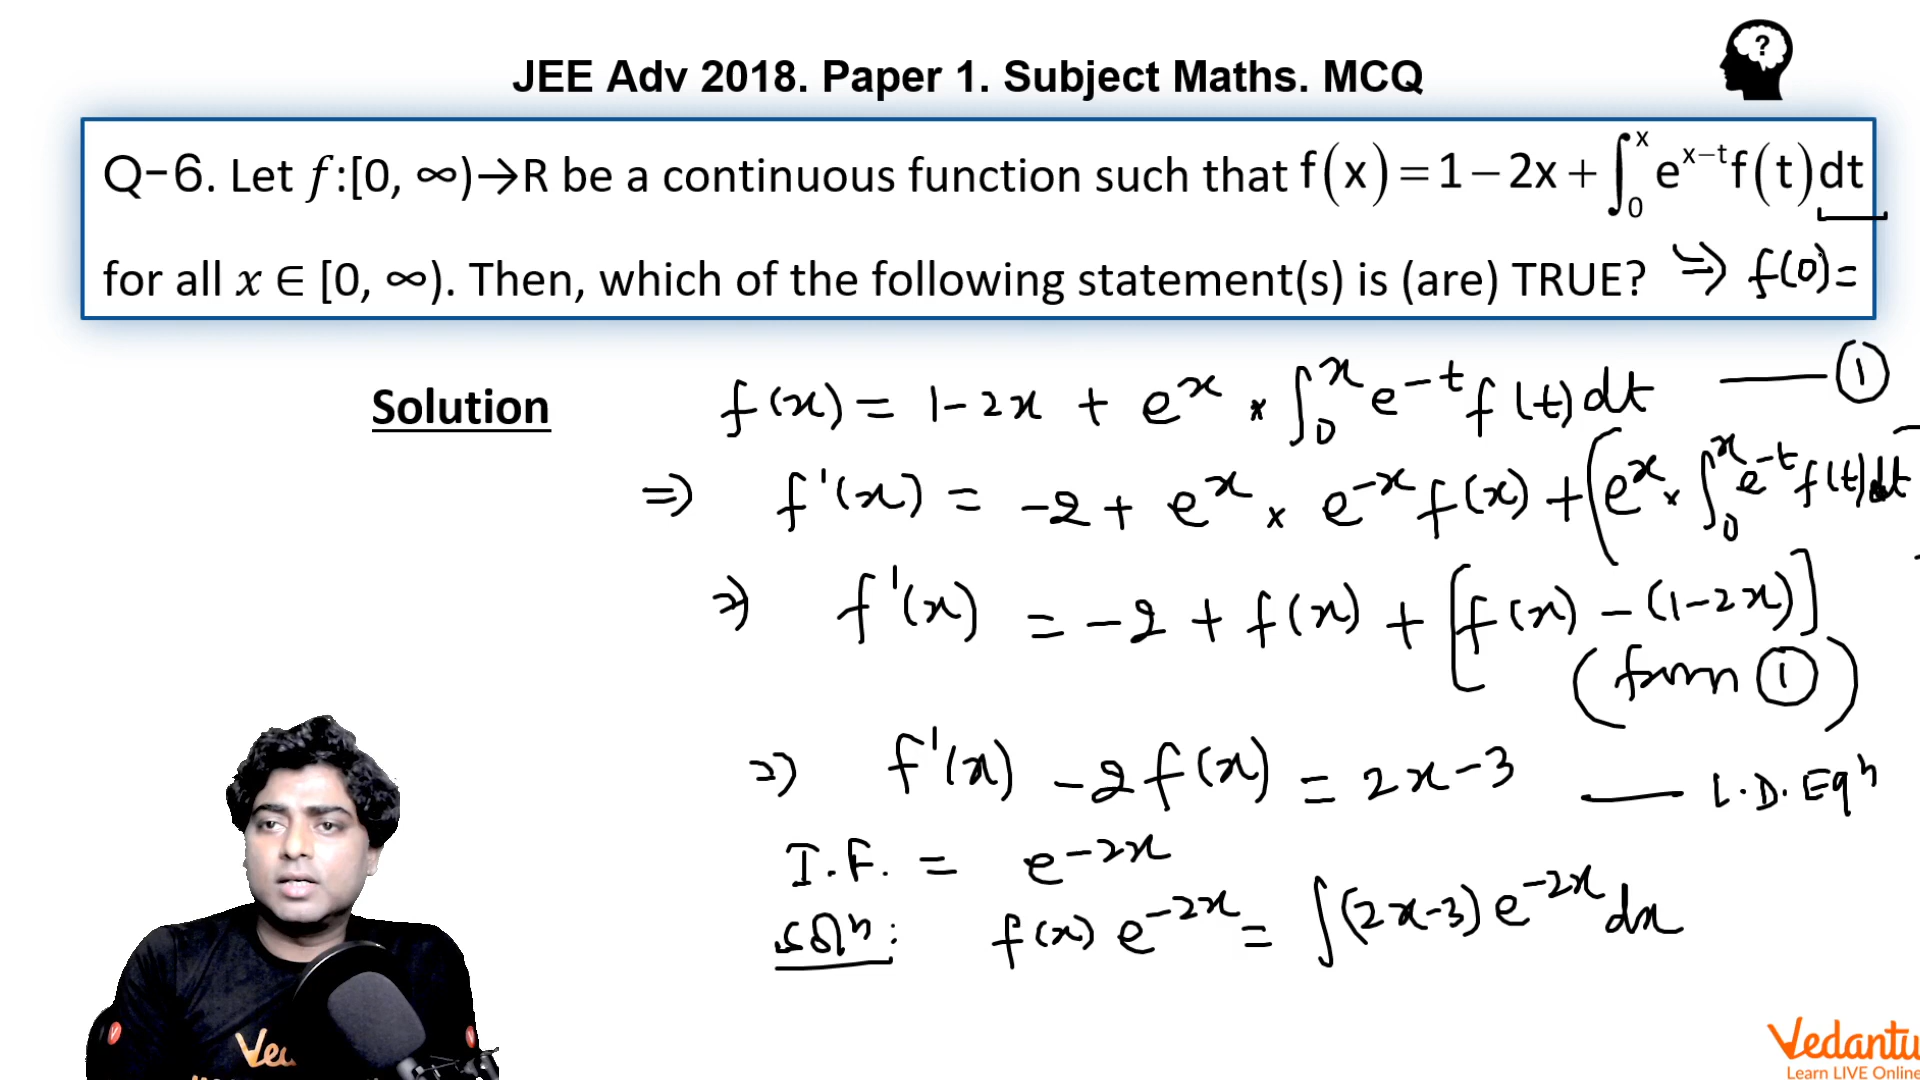 JEE Adv 2018. Paper 1. Subject Maths. MCQ
?
Q-6. Let f:[0, ∞)→R be a continuous function such that f(x) = 1 − 2x + ∫₀ˣ eˣ⁻ᵗ f(t)dt
for all x ∈ [0, ∞). Then, which of the following statement(s) is (are) TRUE? ⇒ f(0)=
Solution
f(x) = 1-2x + eˣ × ∫₀ˣ e⁻ᵗ f(t)dt —— ①
⇒ f'(x) = -2 + eˣ × e⁻ˣ f(x) + (eˣ × ∫₀ˣ e⁻ᵗ f(t)dt
⇒ f'(x) = -2 + f(x) + [f(x) - (1-2x)]
(from ①)
⇒ f'(x) - 2f(x) = 2x-3 —— L.D. Eqⁿ
I.F. = e⁻²ˣ
solⁿ: f(x) e⁻²ˣ = ∫(2x-3) e⁻²ˣ dx
V
V
Vedantu
Learn LIVE Online